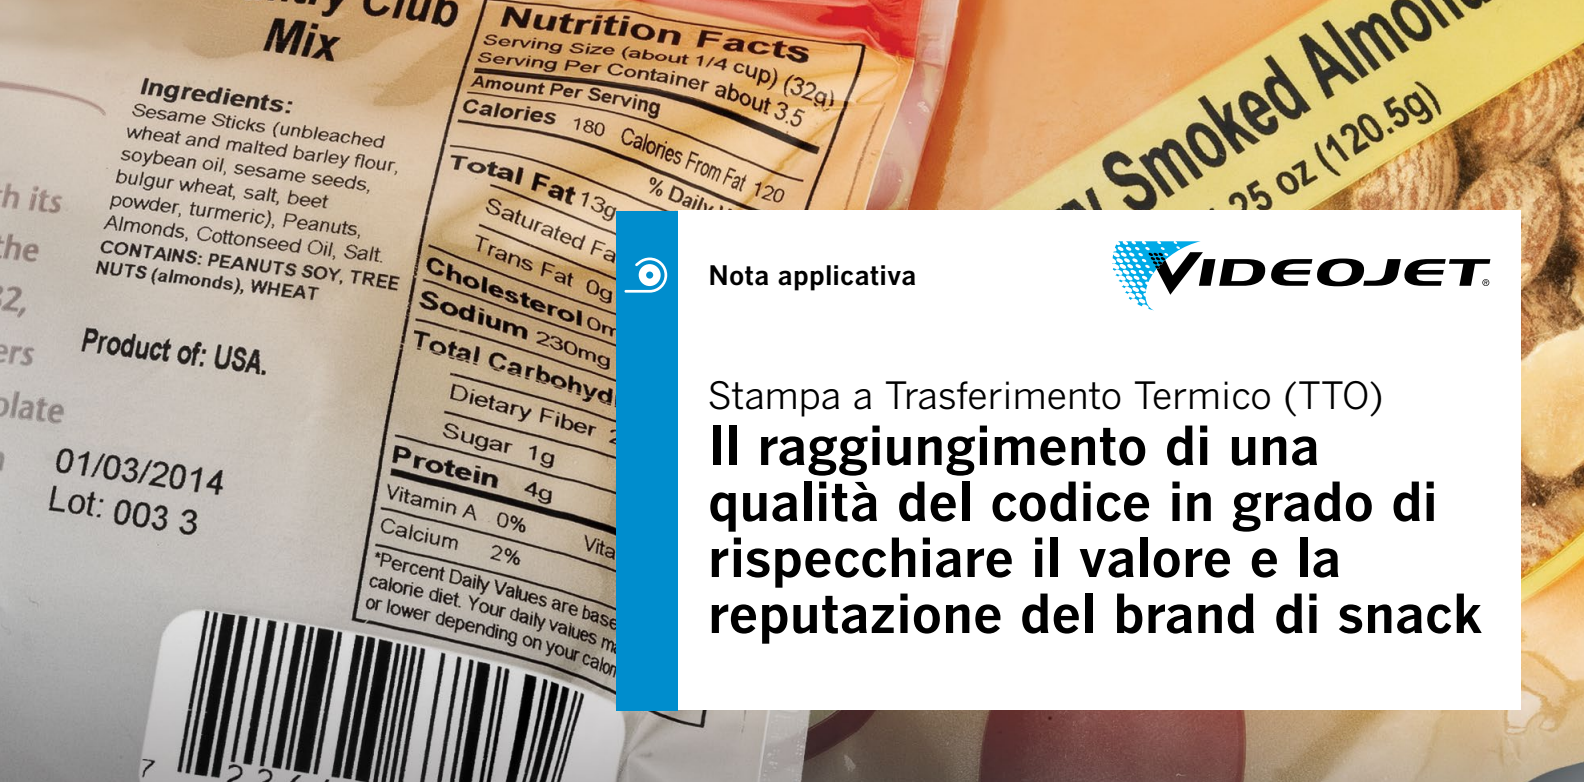 Club
Mix
Ingredients:
Sesame Sticks (unbleached
wheat and malted barley flour,
soybean oil, sesame seeds,
bulgur wheat, salt, beet
powder, turmeric), Peanuts,
Almonds, Cottonseed Oil, Salt.
CONTAINS: PEANUTS SOY, TREE
NUTS (almonds), WHEAT
Product of: USA.
its
the
01/03/2014
Lot: 003 3
Nutrition Facts
Serving Size (about 1/4 cup) (32g)
Serving Per Container about 3.5
Amount Per Serving
Calories 180 Calories From Fat 120
% Daily
Total Fat 13g
Saturated
Trans Fat 0g
Cholesterol
Sodium 230mg
Total
Dietary Fiber
Sugar 1g
Protein 4g
Vitamin A 0%
Calcium 2%
*Percent Daily Values are
calorie diet. Your daily values
or lower depending on your
7
Smoked
25 oz (120.5g)
Nota applicativa
VIDEOJET®
Stampa a Trasferimento Termico (TTO)
Il raggiungimento di una
qualità del codice in grado di
rispecchiare il valore e la
reputazione del brand di snack